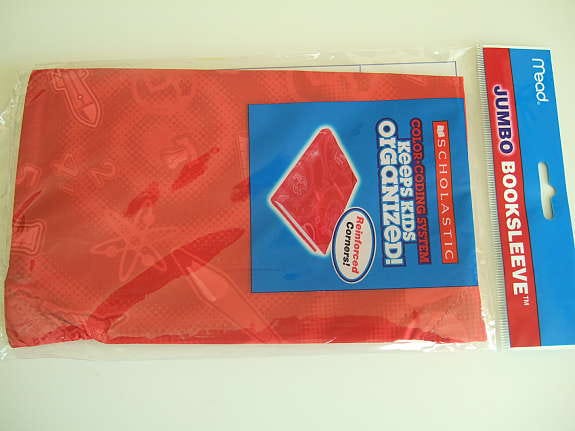 Mead
JUMBO BOOKSLEEVE™
SCHOLASTIC
COLOR-CODING SYSTEM
KEEPS KIDS
ORGANIZED!
Reinforced
Corners!